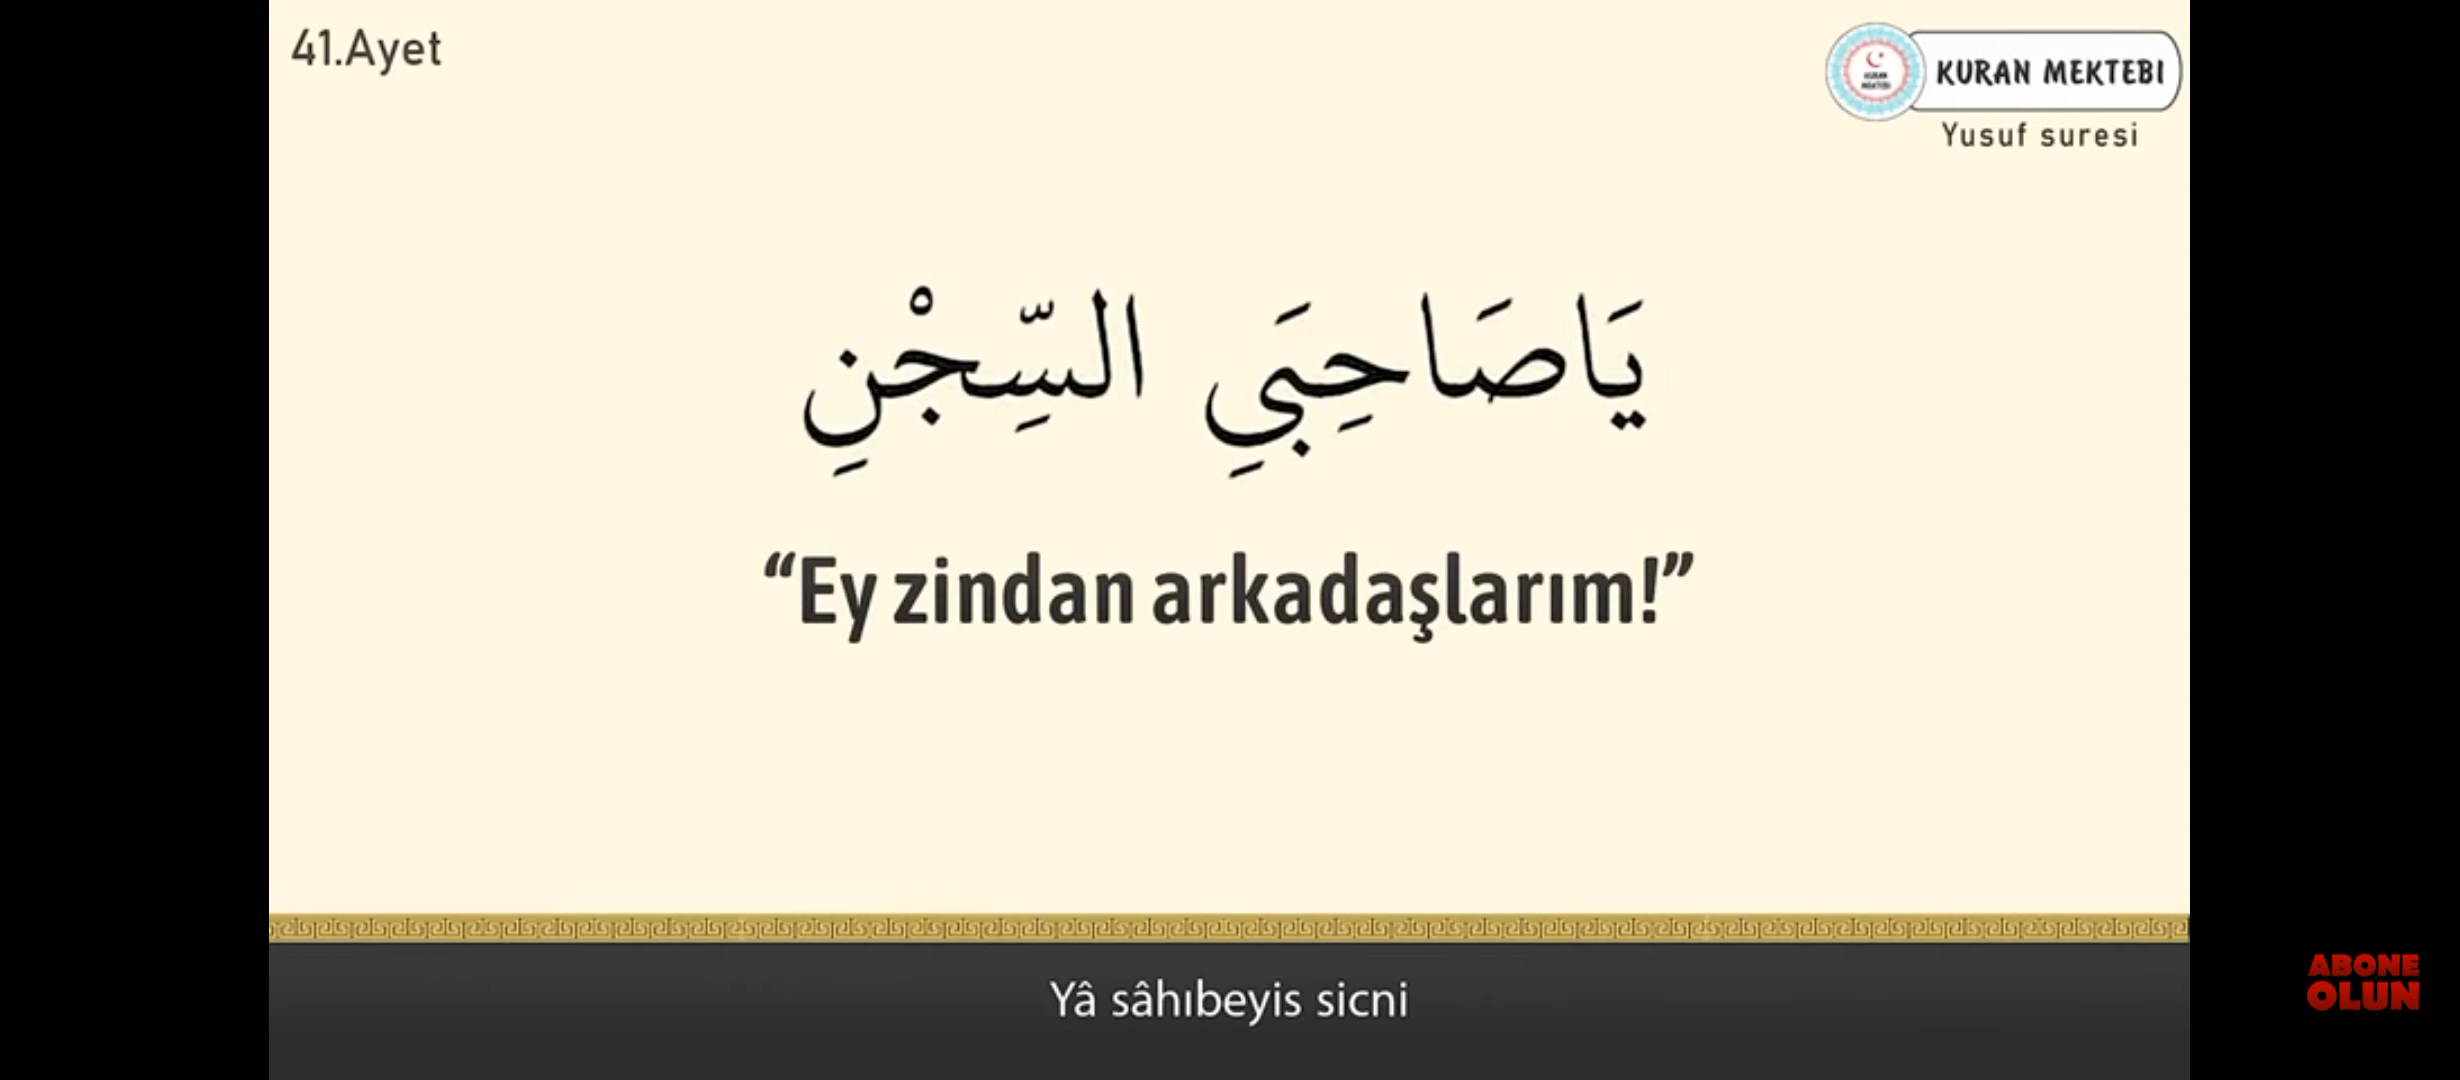 41.Ayet
KURAN MEKTEBI
Yusuf suresi
يَاصَاحِبَيِ السِّجْنِ
“Ey zindan arkadaşlarım!”
Yâ sâhıbeyis sicni
ABONE
OLUN